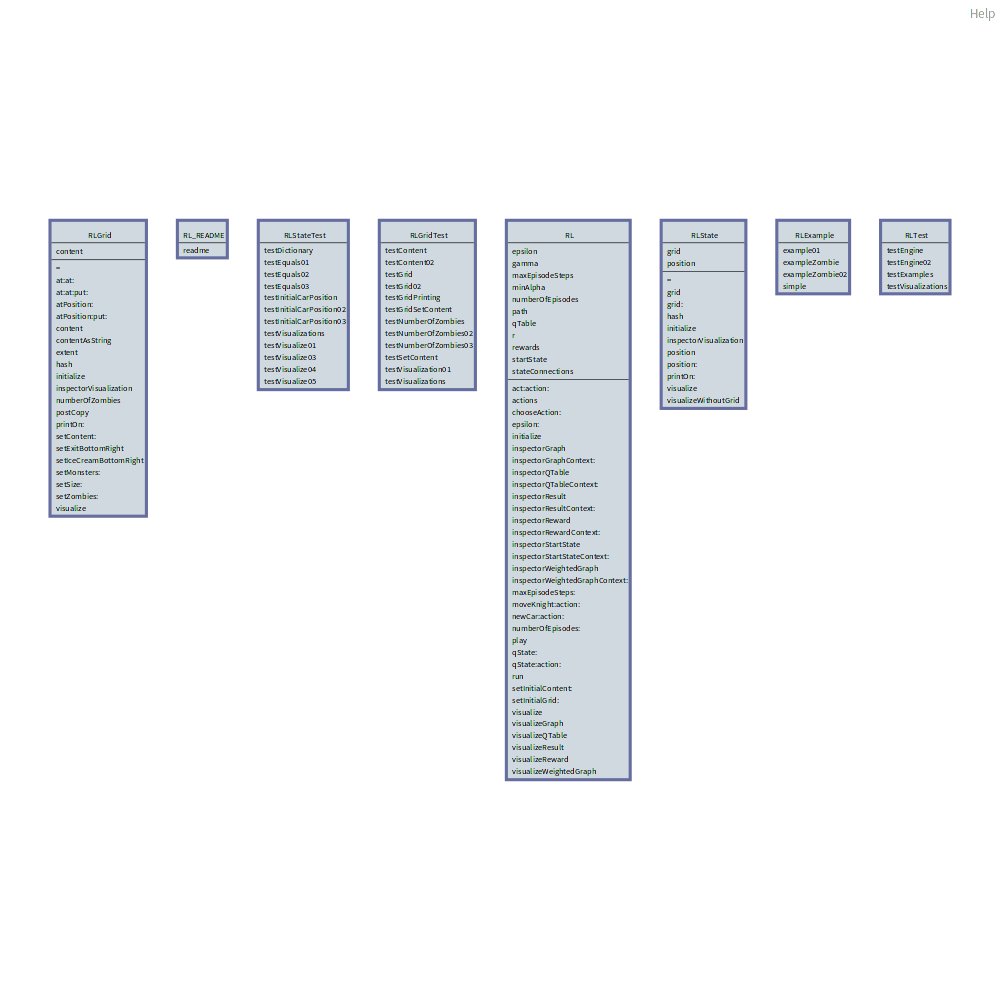 Help
RLGrid
content
=
at:at:
at:at:put:
atPosition:
atPosition:put:
content
contentAsString
extent
hash
initialize
inspectorVisualization
numberOfZombies
postCopy
printOn:
setContent:
setExitBottomRight
setIceCreamBottomRight
setMonsters:
setSize:
setZombies:
visualize
RL_README
readme
RLStateTest
testDictionary
testEquals01
testEquals02
testEquals03
testInitialCarPosition
testInitialCarPosition02
testInitialCarPosition03
testVisualizations
testVisualize01
testVisualize03
testVisualize04
testVisualize05
RLGridTest
testContent
testContent02
testGrid
testGrid02
testGridPrinting
testGridSetContent
testNumberOfZombies
testNumberOfZombies02
testNumberOfZombies03
testSetContent
testVisualization01
testVisualizations
RL
epsilon
gamma
maxEpisodeSteps
minAlpha
numberOfEpisodes
path
qTable
r
rewards
startState
stateConnections
act:action:
actions
chooseAction:
epsilon:
initialize
inspectorGraph
inspectorGraphContext:
inspectorQTable
inspectorQTableContext:
inspectorResult
inspectorResultContext:
inspectorReward
inspectorRewardContext:
inspectorStartState
inspectorStartStateContext:
inspectorWeightedGraph
inspectorWeightedGraphContext:
maxEpisodeSteps:
moveKnight:action:
newCar:action:
numberOfEpisodes:
play
qState:
qState:action:
run
setInitialContent:
setInitialGrid:
visualize
visualizeGraph
visualizeQTable
visualizeResult
visualizeReward
visualizeWeightedGraph
RLState
grid
position
=
grid
grid:
hash
initialize
inspectorVisualization
position
position:
printOn:
visualize
visualizeWithoutGrid
RLExample
example01
exampleZombie
exampleZombie02
simple
RLTest
testEngine
testEngine02
testExamples
testVisualizations